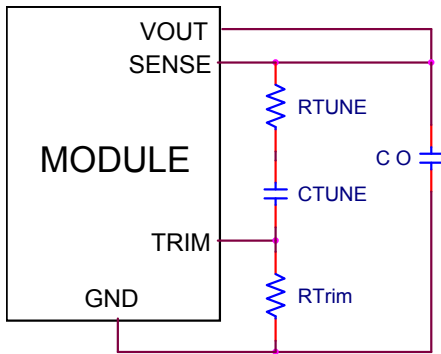 VOUT
SENSE
RTUNE
MODULE
C O
CTUNE
TRIM
GND
RTrim